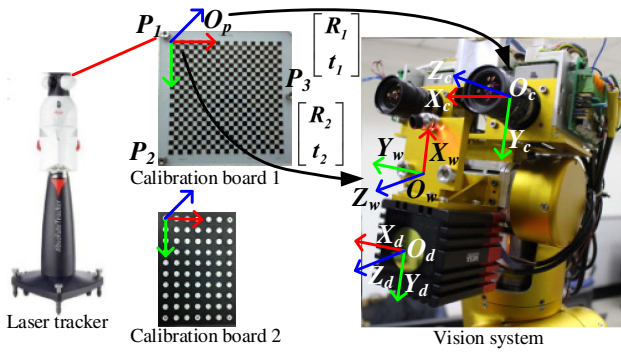 P1
Op
[R1
t1]
P3
[R2
t2]
P2
Calibration board 1
Calibration board 2
Laser tracker
AbsoluteTracker
Zc
Oc
Xc
Yc
Yw
Xw
Ow
Zw
Xd
Od
Zd
Yd
Vision system